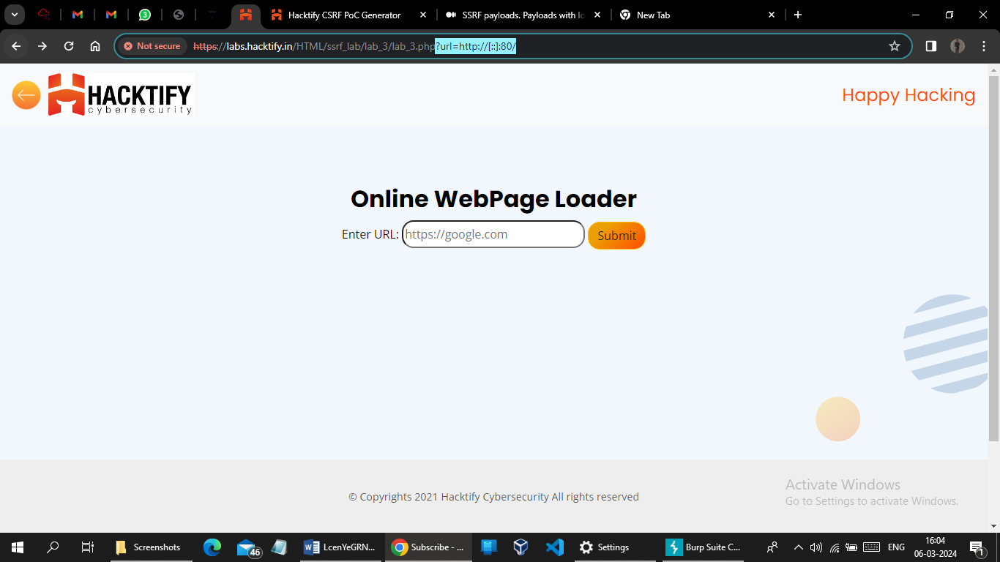 Hacktify CSRF PoC Generator
SSRF payloads. Payloads with lo
New Tab
Not secure
https://labs.hacktify.in/HTML/ssrf_lab/lab_3/lab_3.php?url=http://[::]:80/
HACKTIFY
cybersecurity
Happy Hacking
Online WebPage Loader
Enter URL:
https://google.com
Submit
© Copyrights 2021 Hacktify Cybersecurity All rights reserved
Activate Windows
Go to Settings to activate Windows.
Screenshots
46
LcenYeGRN...
Subscribe - ...
Settings
Burp Suite C...
ENG
16:04
06-03-2024
1
3